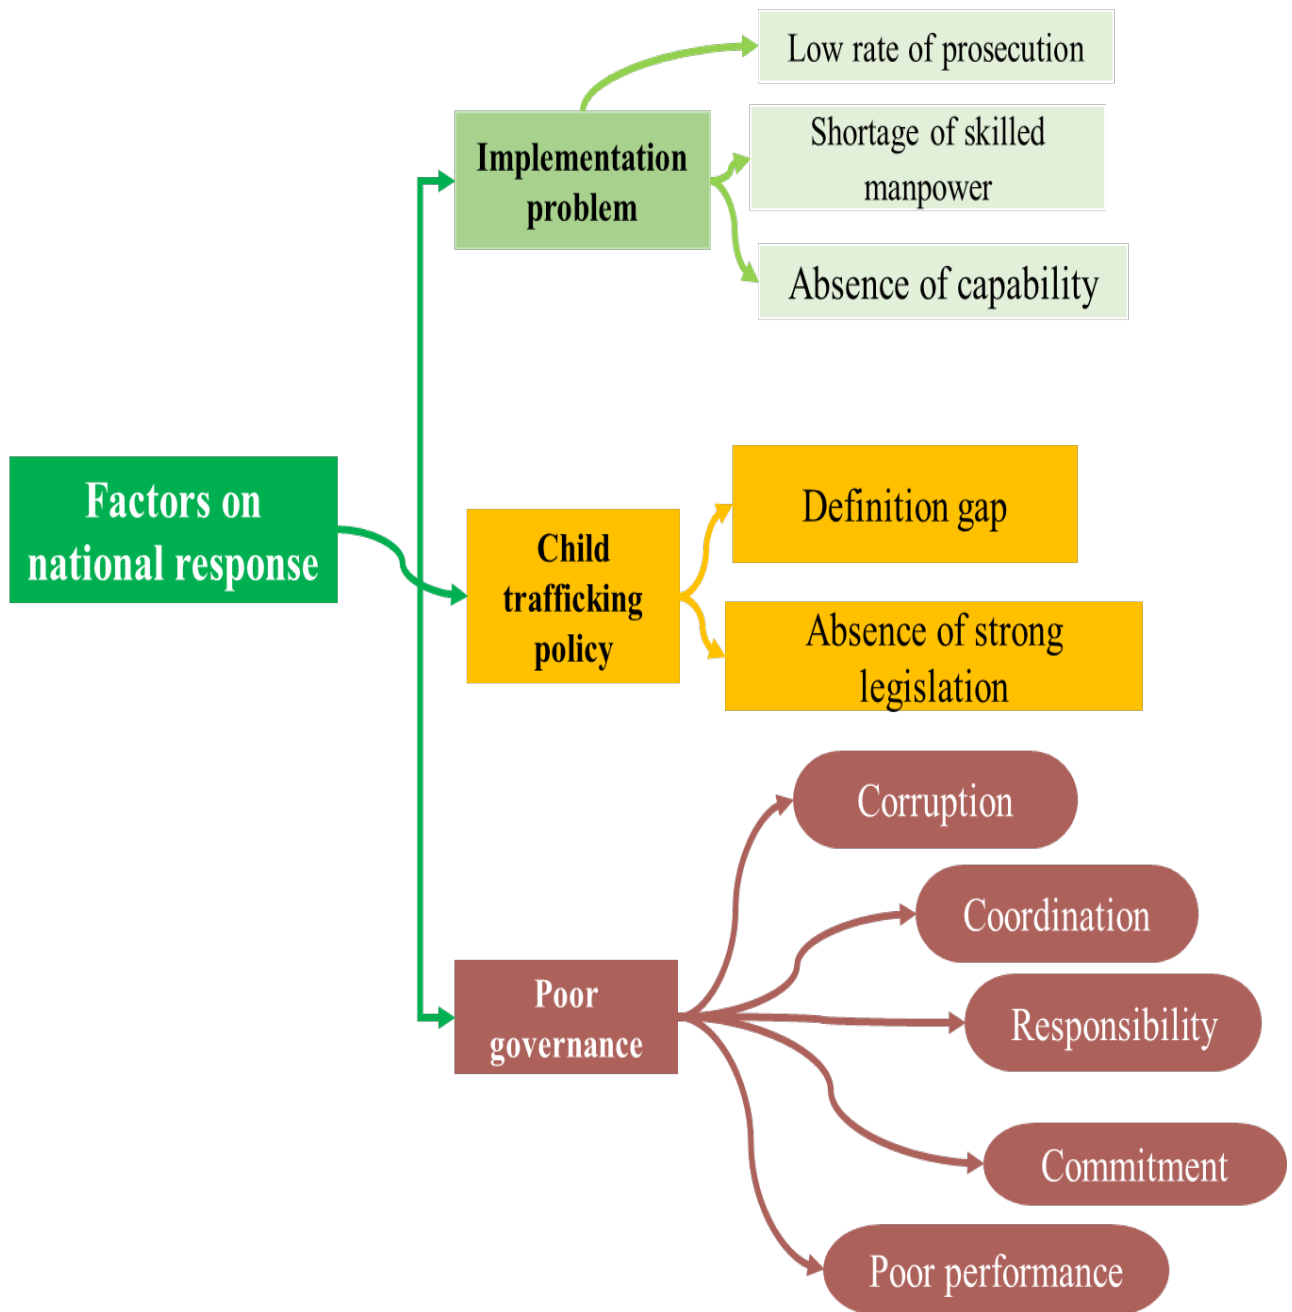 Low rate of prosecution
Implementation
problem
Shortage of skilled
manpower
Absence of capability
Factors on
national response
Child
trafficking
policy
Definition gap
Absence of strong
legislation
Poor
governance
Corruption
Coordination
Responsibility
Commitment
Poor performance